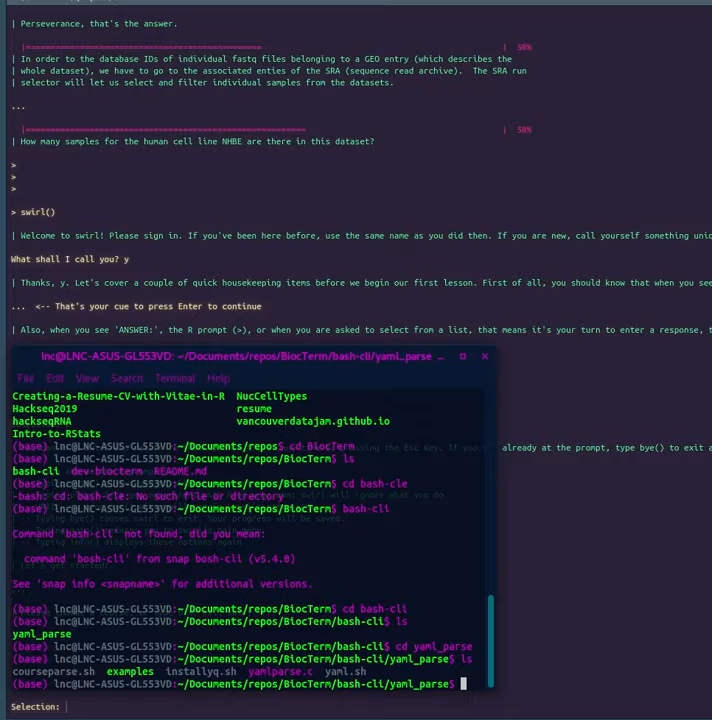 | Perseverance, that's the answer.
|================================================ | 56%
| In order to the database IDs of individual fastq files belonging to a GEO entry (which describes the
| whole dataset), we have to go to the associated enties of the SRA (sequence read archive). The SRA run
| selector will let us select and filter individual samples from the datasets.
...
|========================================================= | 58%
| How many samples for the human cell line NHBE are there in this dataset?
>
>
>
> swirl()
| Welcome to swirl! Please sign in. If you've been here before, use the same name as you did then. If you are new, call yourself something
What shall I call you? y
| Thanks, y. Let's cover a couple of quick housekeeping items before we begin our first lesson. First of all, you should know that when you see
... <-- That's your cue to press Enter to continue
| Also, when you see 'ANSWER:', the R prompt (>), or when you are asked to select from a list, that means it's your turn to enter a response,
lnc@LNC-ASUS-GL553VD: ~/Documents/repos/BiocTerm/bash-cli/yaml_parse
File Edit View Search Terminal Help
Creating-a-Resume-CV-with-Vitae-in-R NucCellTypes
Hackseq2019 resume
hackseqRNA vancouverdatajam.github.io
Intro-to-RStats
(base) lnc@LNC-ASUS-GL553VD:~/Documents/repos$ cd BiocTerm
already at the prompt, type bye() to exit
(base) lnc@LNC-ASUS-GL553VD:~/Documents/repos/BiocTerm$ ls
bash-cli dev-biocterm README.md
(base) lnc@LNC-ASUS-GL553VD:~/Documents/repos/BiocTerm$ cd bash-cle
-bash: cd: bash-cle: No such file or directory
(base) lnc@LNC-ASUS-GL553VD:~/Documents/repos/BiocTerm$ bash-cli
Command 'bash-cli' not found, did you mean:
command 'bosh-cli' from snap bosh-cli (v5.4.0)
See 'snap info <snapname>' for additional versions.
(base) lnc@LNC-ASUS-GL553VD:~/Documents/repos/BiocTerm$ cd bash-cli
(base) lnc@LNC-ASUS-GL553VD:~/Documents/repos/BiocTerm/bash-cli$ ls
yaml_parse
(base) lnc@LNC-ASUS-GL553VD:~/Documents/repos/BiocTerm/bash-cli$ cd yaml_parse
(base) lnc@LNC-ASUS-GL553VD:~/Documents/repos/BiocTerm/bash-cli/yaml_parse$ ls
courseparse.sh examples installyq.sh yamlparse.c yaml.sh
(base) lnc@LNC-ASUS-GL553VD:~/Documents/repos/BiocTerm/bash-cli/yaml_parse$
Selection: